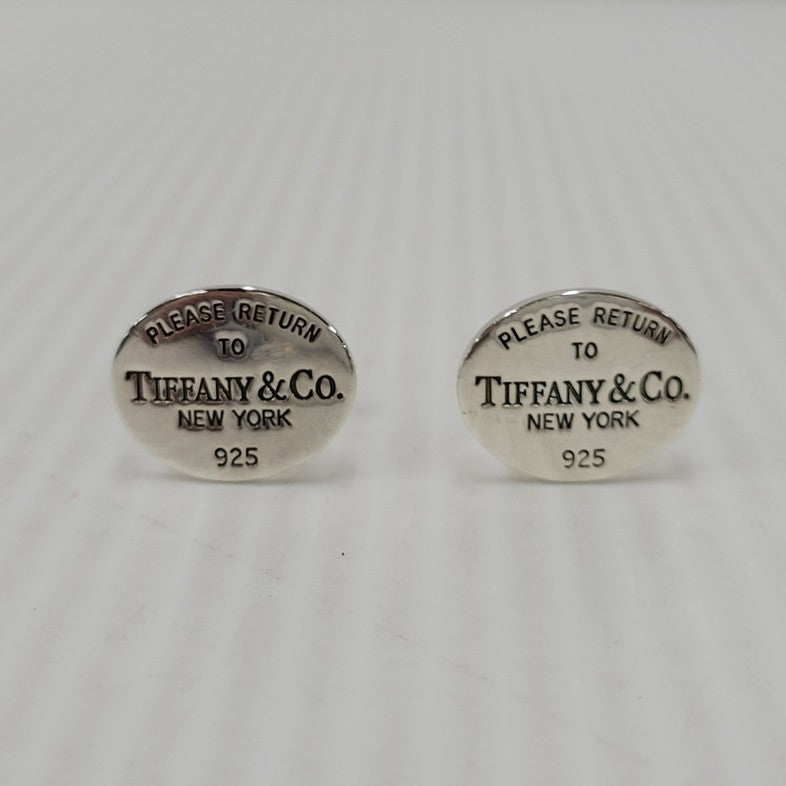 PLEASE RETURN
TO
TIFFANY & CO.
NEW YORK
925
PLEASE RETURN
TO
TIFFANY & CO.
NEW YORK
925